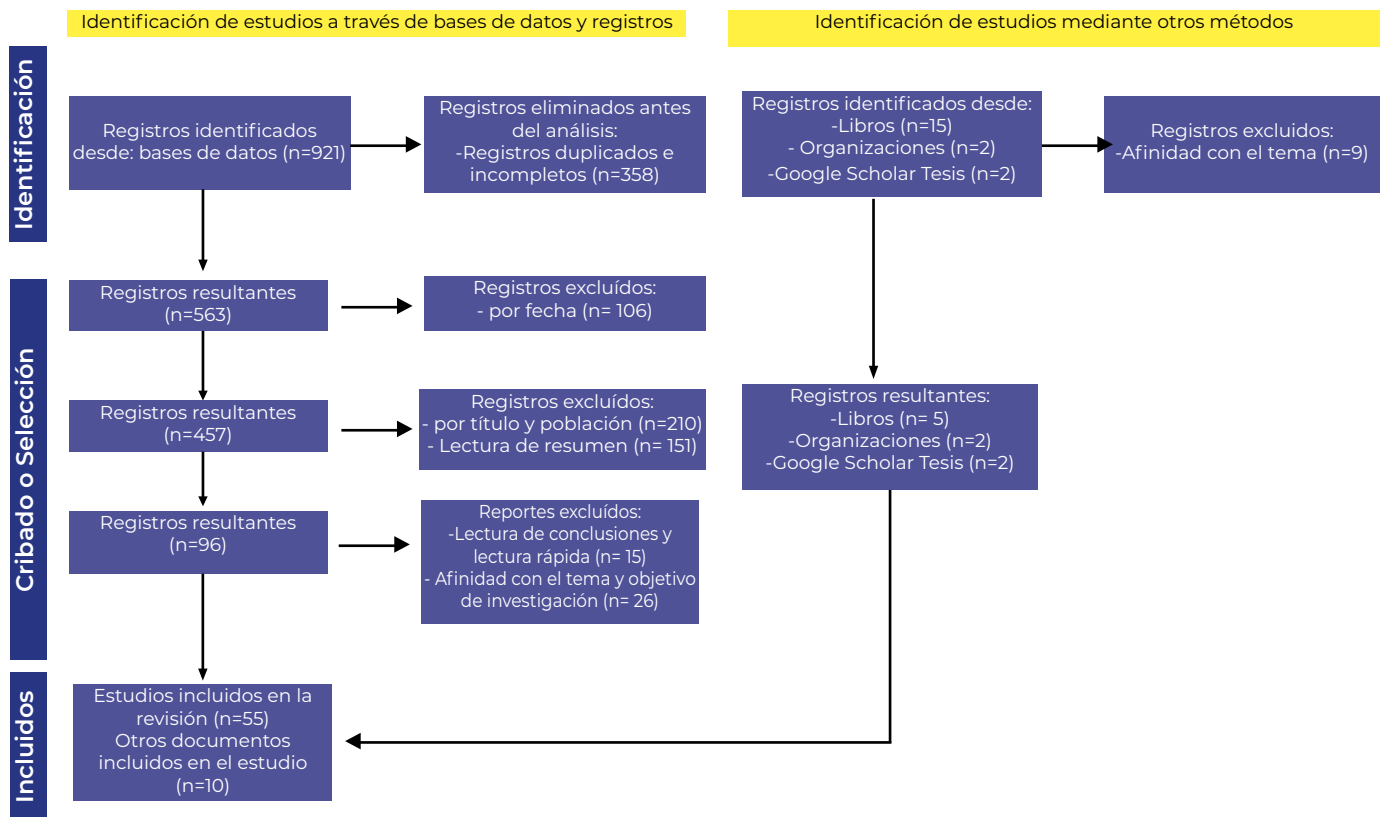 Identificación de estudios a través de bases de datos y registros
Identificación de estudios mediante otros métodos
Identificación
Registros identificados
desde: bases de datos (n=921)
Registros eliminados antes
del análisis:
-Registros duplicados e
incompletos (n=358)
Registros identificados desde:
-Libros (n=15)
- Organizaciones (n=2)
-Google Scholar Tesis (n=2)
Registros excluidos:
-Afinidad con el tema (n=9)
Cribado o Selección
Registros resultantes
(n=563)
Registros excluídos:
- por fecha (n= 106)
Registros resultantes
(n=457)
Registros excluídos:
- por título y población (n=210)
- Lectura de resumen (n= 151)
Registros resultantes:
-Libros (n= 5)
-Organizaciones (n=2)
-Google Scholar Tesis (n=2)
Registros resultantes
(n=96)
Reportes excluídos:
-Lectura de conclusiones y
lectura rápida (n= 15)
- Afinidad con el tema y objetivo
de investigación (n= 26)
Incluidos
Estudios incluidos en la
revisión (n=55)
Otros documentos
incluidos en el estudio
(n=10)